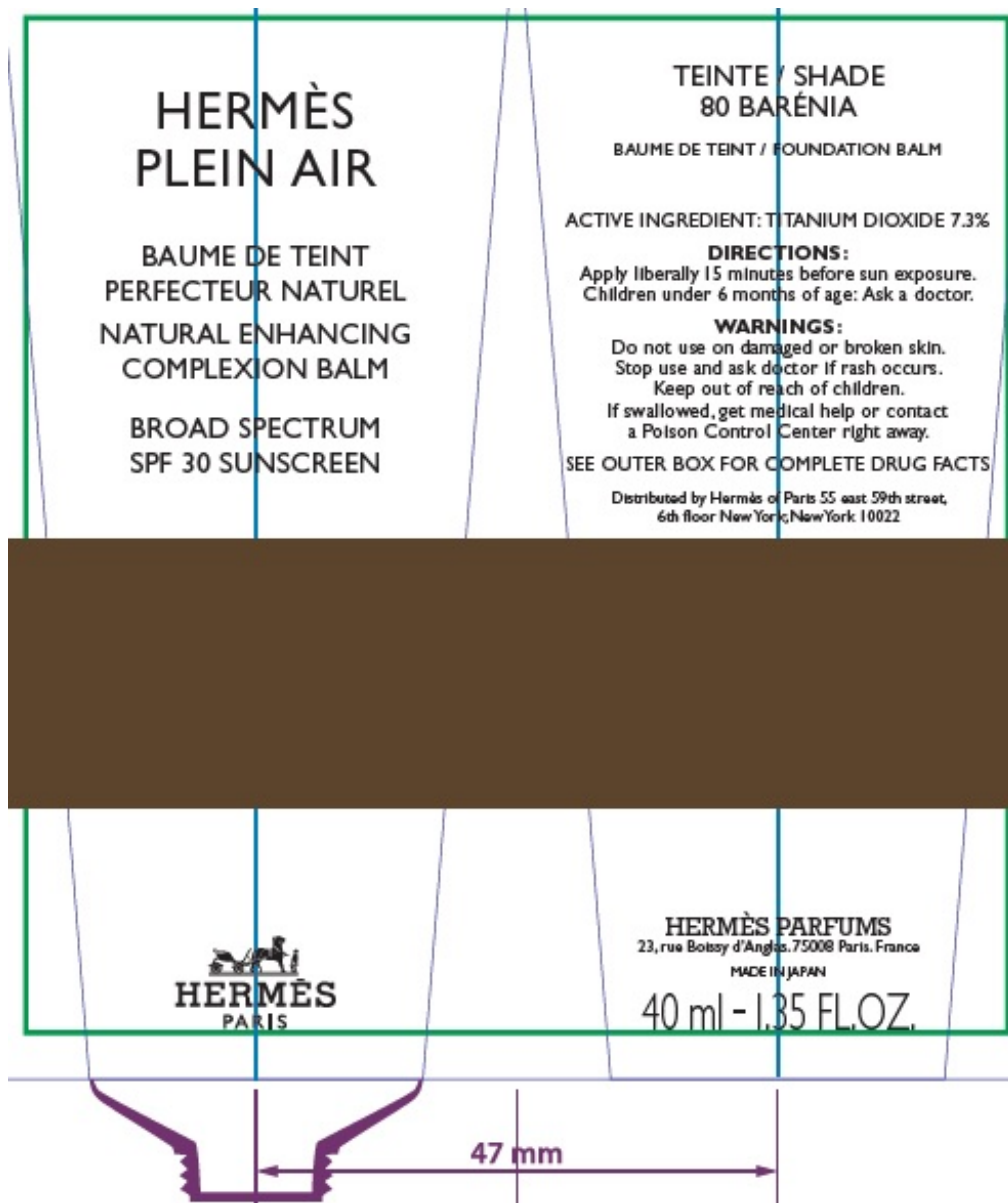 HERMÈS
PLEIN AIR
BAUME DE TEINT
PERFECTEUR NATUREL
NATURAL ENHANCING
COMPLEXION BALM
BROAD SPECTRUM
SPF 30 SUNSCREEN
HERMÈS
PARIS
TEINTE / SHADE
80 BARÉNIA
BAUME DE TEINT / FOUNDATION BALM
ACTIVE INGREDIENT: TITANIUM DIOXIDE 7.3%
DIRECTIONS:
Apply liberally 15 minutes before sun exposure.
Children under 6 months of age: Ask a doctor.
WARNINGS:
Do not use on damaged or broken skin.
Stop use and ask doctor if rash occurs.
Keep out of reach of children.
If swallowed, get medical help or contact
a Poison Control Center right away.
SEE OUTER BOX FOR COMPLETE DRUG FACTS
Distributed by Hermès of Paris 55 east 59th street,
6th floor New York, New York 10022
HERMÈS PARFUMS
23, rue Boissy d'Anglas. 75008 Paris. France
MADE IN JAPAN
40 ml - 1.35 FL.OZ.
47 mm